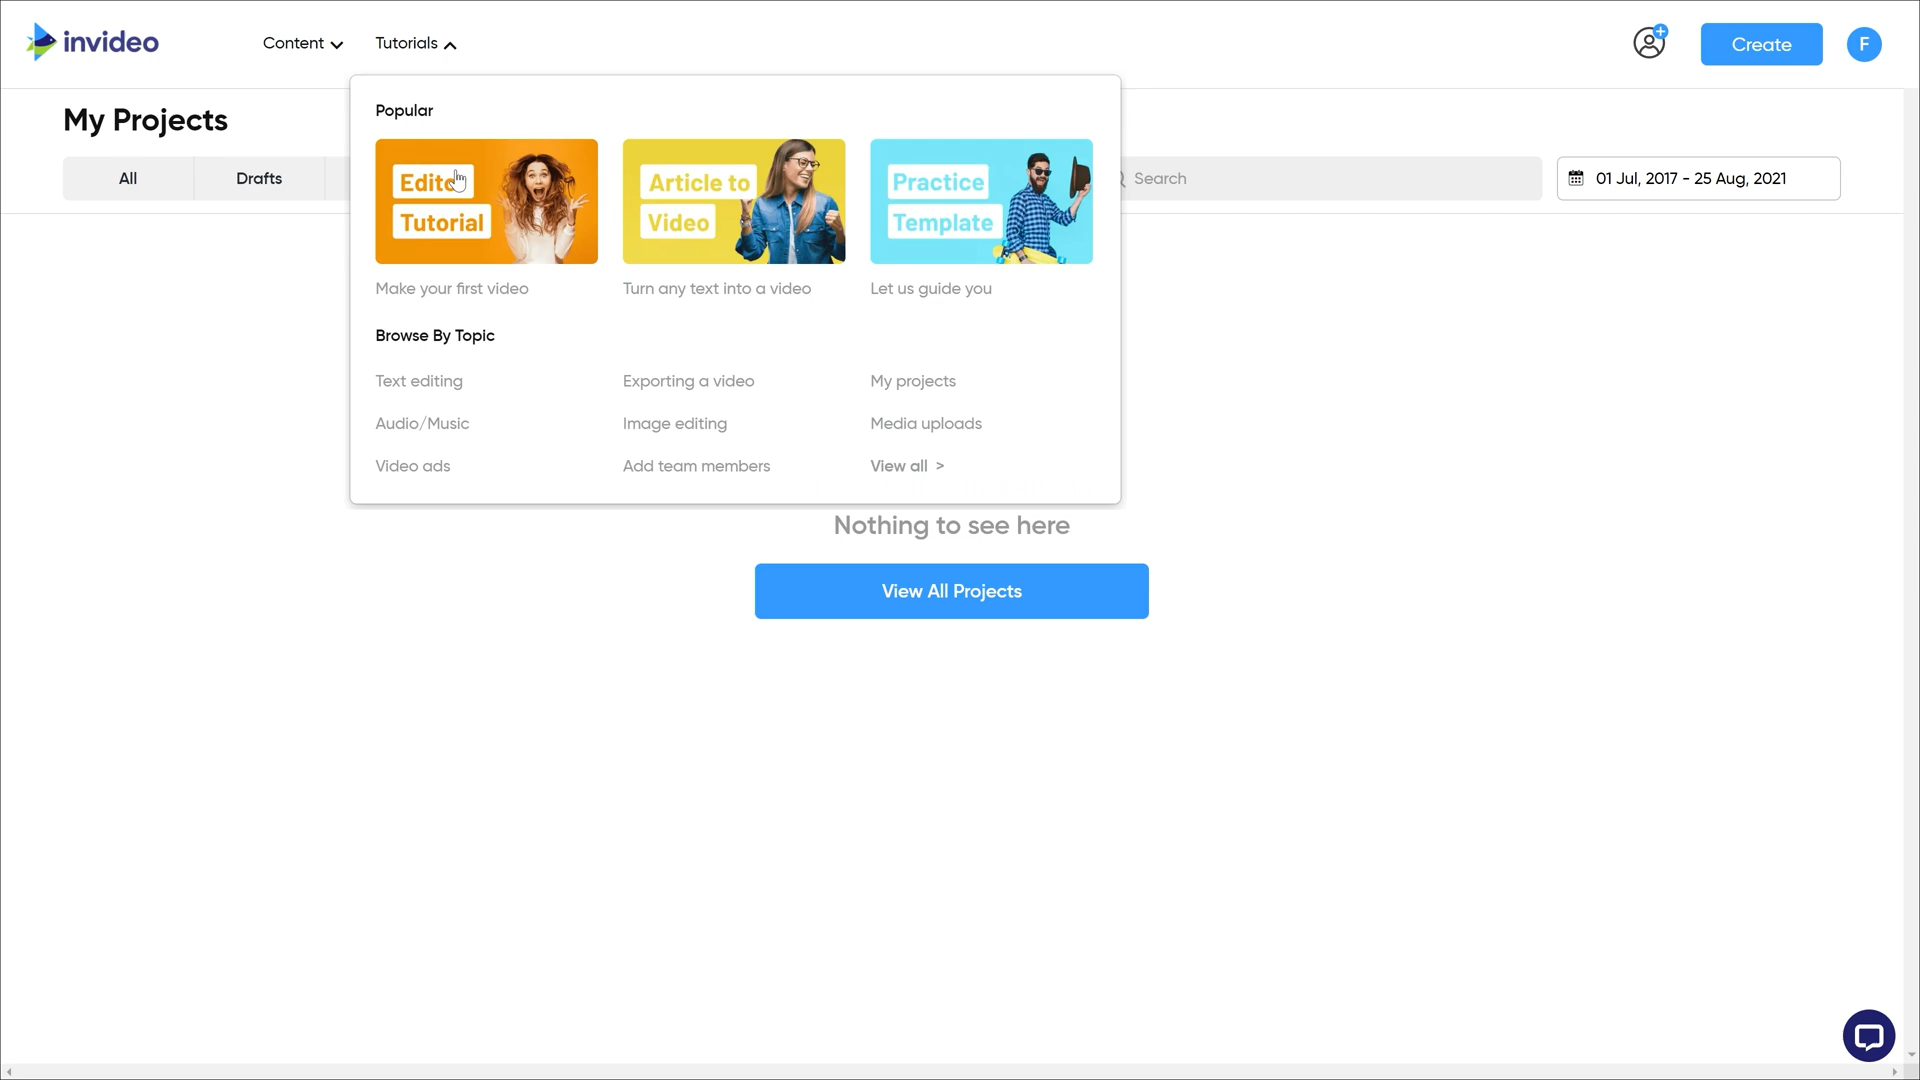 invideo
Content
Tutorials
Create
F
My Projects
All
Drafts
Search
01 Jul, 2017 - 25 Aug, 2021
Popular
Tutorial
Article to
Video
Practice
Template
Make your first video
Turn any text into a video
Let us guide you
Browse By Topic
Text editing
Exporting a video
My projects
Audio/Music
Image editing
Media uploads
Video ads
Add team members
View all >
Nothing to see here
View All Projects